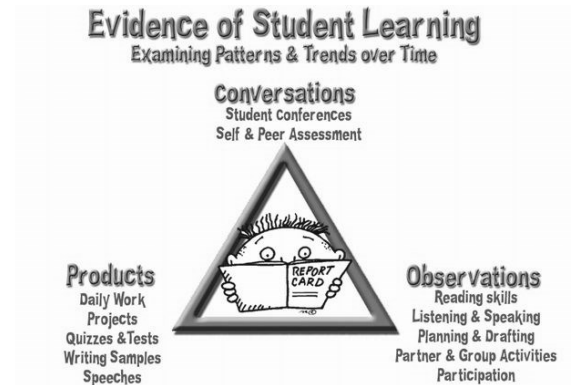 Evidence of Student Learning
Examining Patterns & Trends over Time
Conversations
Student Conferences
Self & Peer Assessment
REPORT
CARD
Products
Daily Work
Projects
Quizzes &Tests
Writing Samples
Speeches
Observations
Reading skills
Listening & Speaking
Planning & Drafting
Partner & Group Activities
Participation